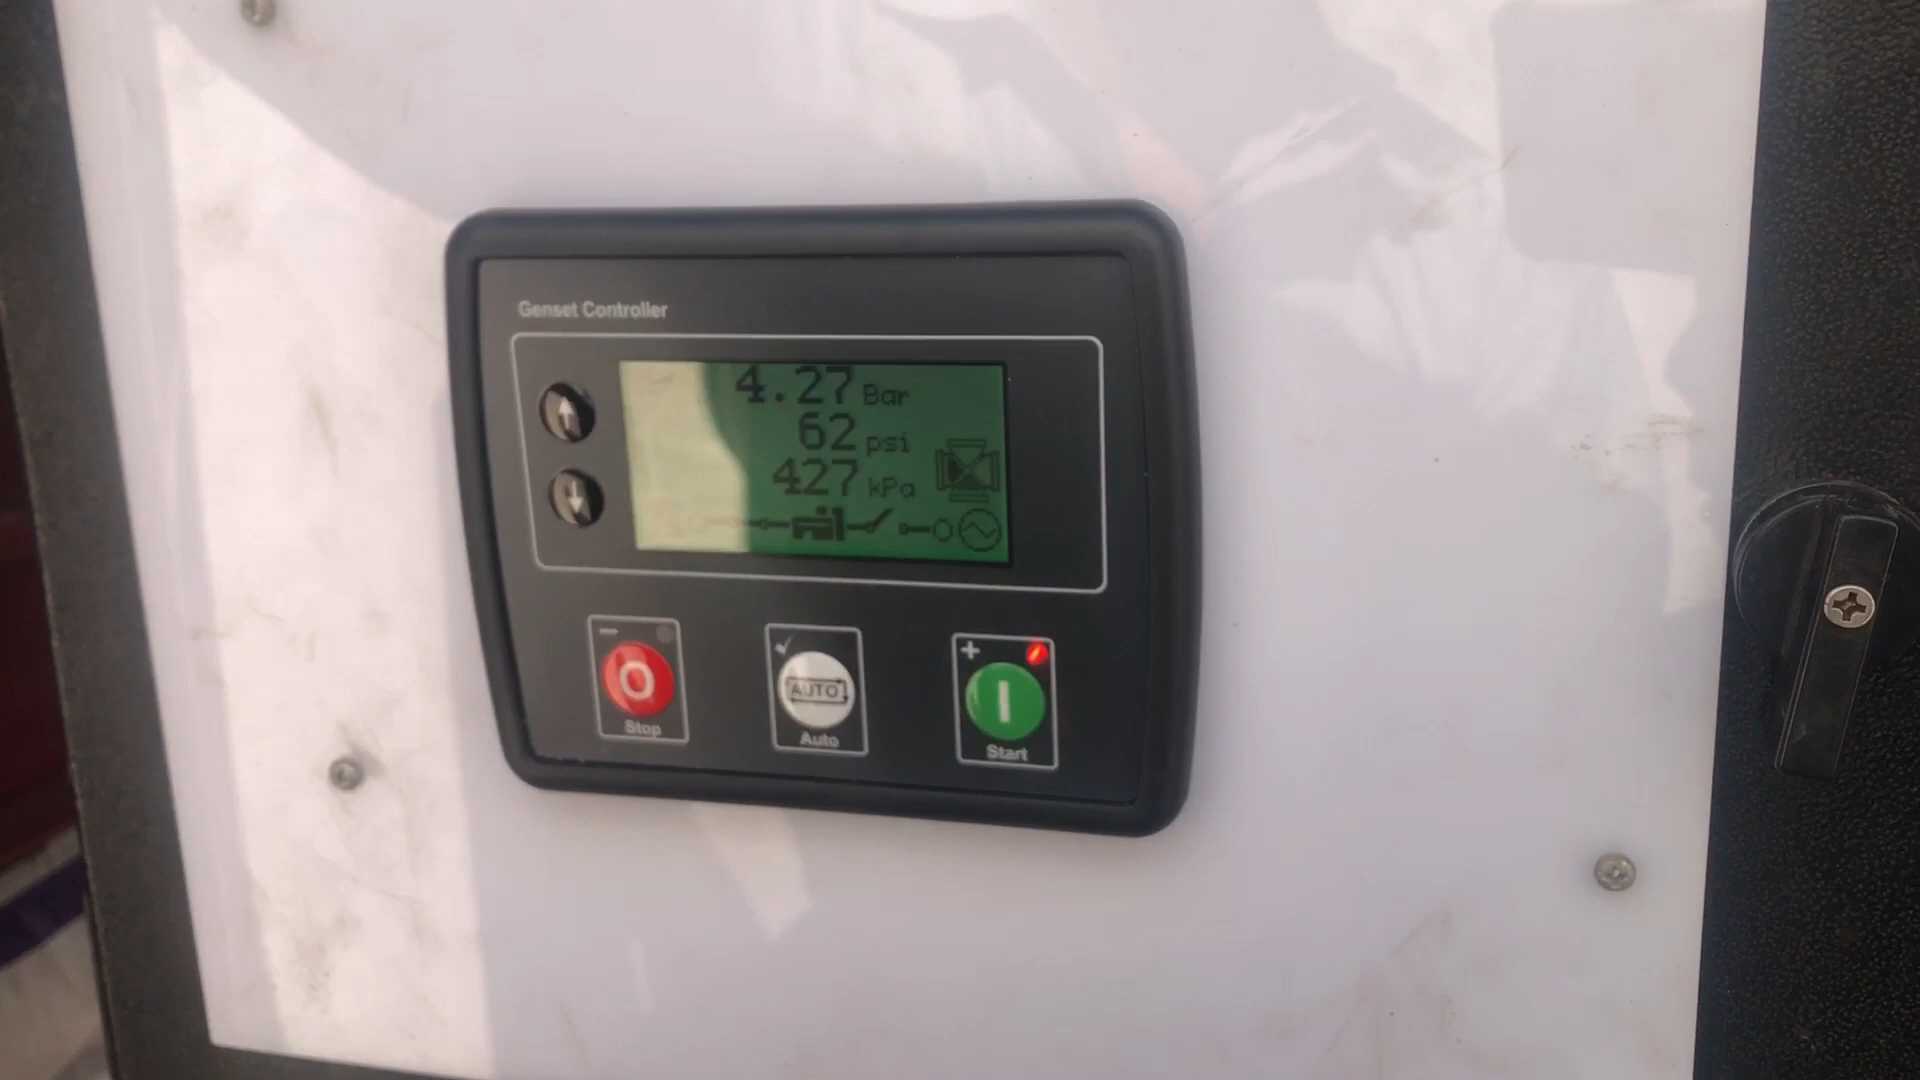 Genset Controller
4.27 Bar
62 psi
427 kPa
O
Stop
AUTO
Auto
I
Start